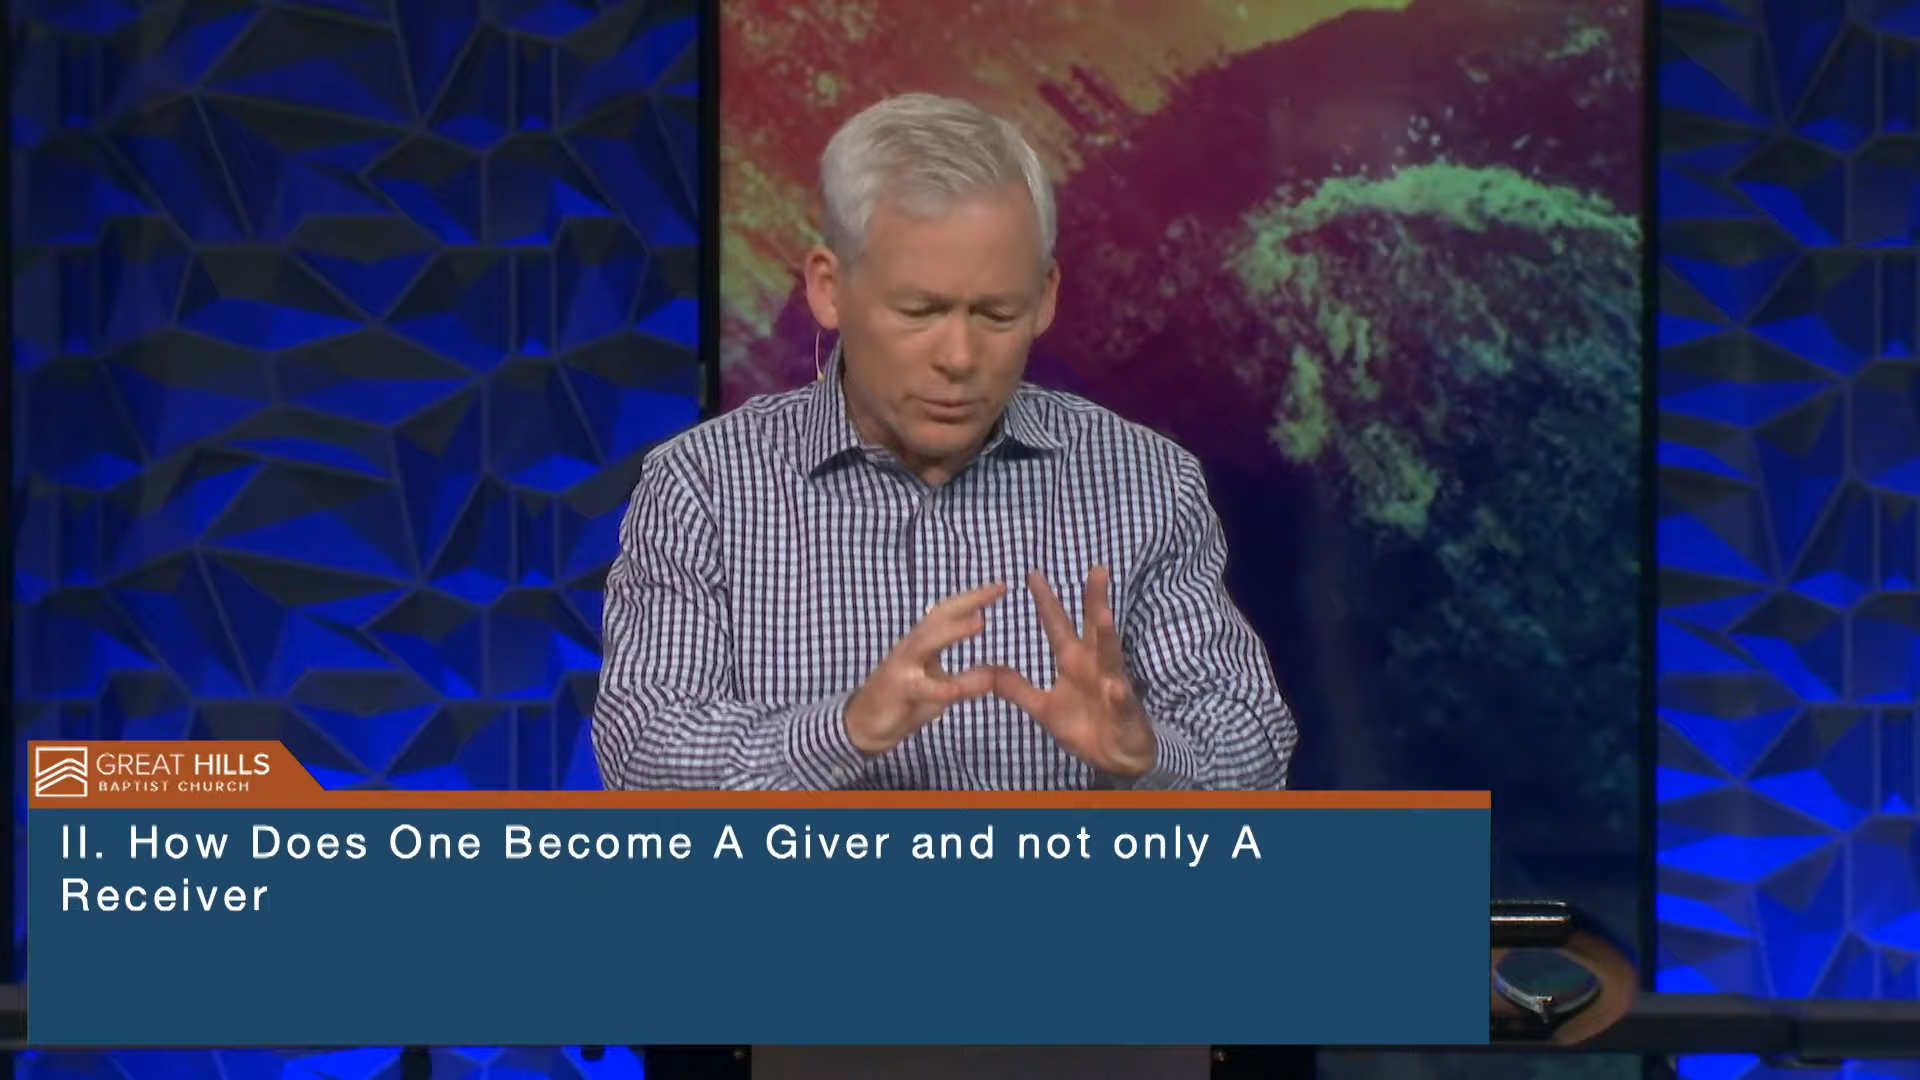 GREAT HILLS
BAPTIST CHURCH
II. How Does One Become A Giver and not only A
Receiver